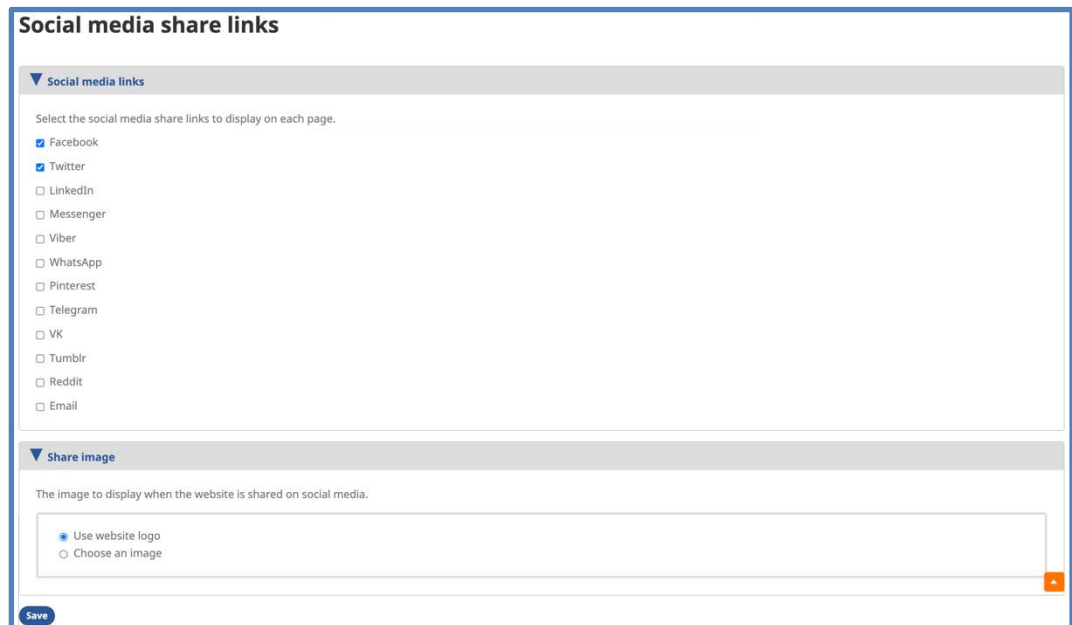 Social media share links
Social media links
Select the social media share links to display on each page.
Facebook
Twitter
LinkedIn
Messenger
Viber
WhatsApp
Pinterest
Telegram
VK
Tumblr
Reddit
Email
Share image
The image to display when the website is shared on social media.
Use website logo
Choose an image
Save